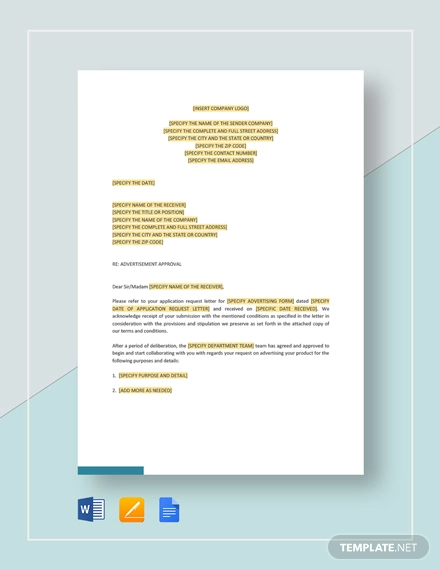 [INSERT COMPANY LOGO]
[SPECIFY THE NAME OF THE SENDER COMPANY]
[SPECIFY THE COMPLETE AND FULL STREET ADDRESS]
[SPECIFY THE CITY AND THE STATE OR COUNTRY]
[SPECIFY THE ZIP CODE]
[SPECIFY THE CONTACT NUMBER]
[SPECIFY THE EMAIL ADDRESS]
[SPECIFY THE DATE]
[SPECIFY NAME OF THE RECEIVER]
[SPECIFY THE TITLE OR POSITION]
[SPECIFY THE NAME OF THE COMPANY]
[SPECIFY THE COMPLETE AND FULL STREET ADDRESS]
[SPECIFY THE CITY AND THE STATE OR COUNTRY]
[SPECIFY THE ZIP CODE]
RE: ADVERTISEMENT APPROVAL
Dear Sir/Madam [SPECIFY NAME OF THE RECEIVER],
Please refer to your application request letter for [SPECIFY ADVERTISING FORM] dated [SPECIFY
DATE OF APPLICATION REQUEST LETTER] and received on [SPECIFIC DATE RECEIVED]. We
acknowledge receipt of your submission with the mentioned conditions as specified in the letter in
consideration with the provisions and stipulation we preserve as set forth in the attached copy of
our terms and conditions.
After a period of deliberation, the [SPECIFY DEPARTMENT TEAM] team has agreed and approved to
begin and start collaborating with you with regards your request on advertising your product for the
following purposes and details:
1. [SPECIFY PURPOSE AND DETAIL]
2. [ADD MORE AS NEEDED]
W
TEMPLATE.NET